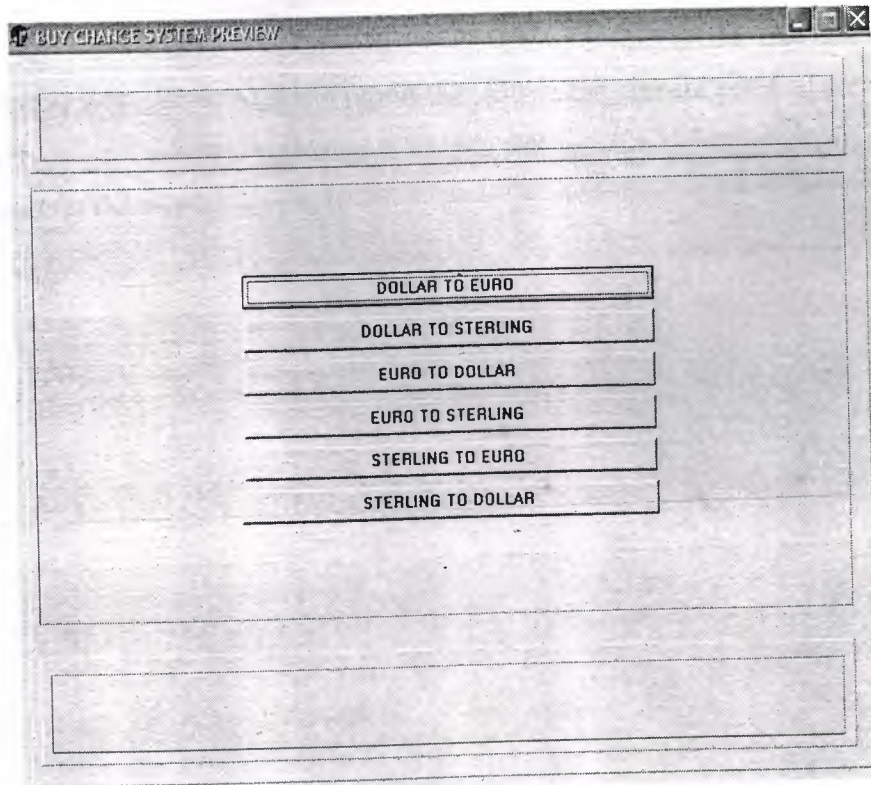 BUY CHANGE SYSTEM PREVIEW
DOLLAR TO EURO
DOLLAR TO STERLING
EURO TO DOLLAR
EURO TO STERLING
STERLING TO EURO
STERLING TO DOLLAR